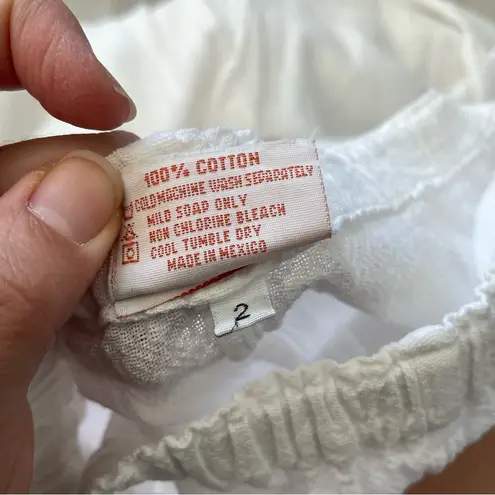 100% COTTON
COLD MACHINE WASH SEPARATELY
MILD SOAP ONLY
NON CHLORINE BLEACH
COOL TUMBLE DRY
MADE IN MEXICO
2